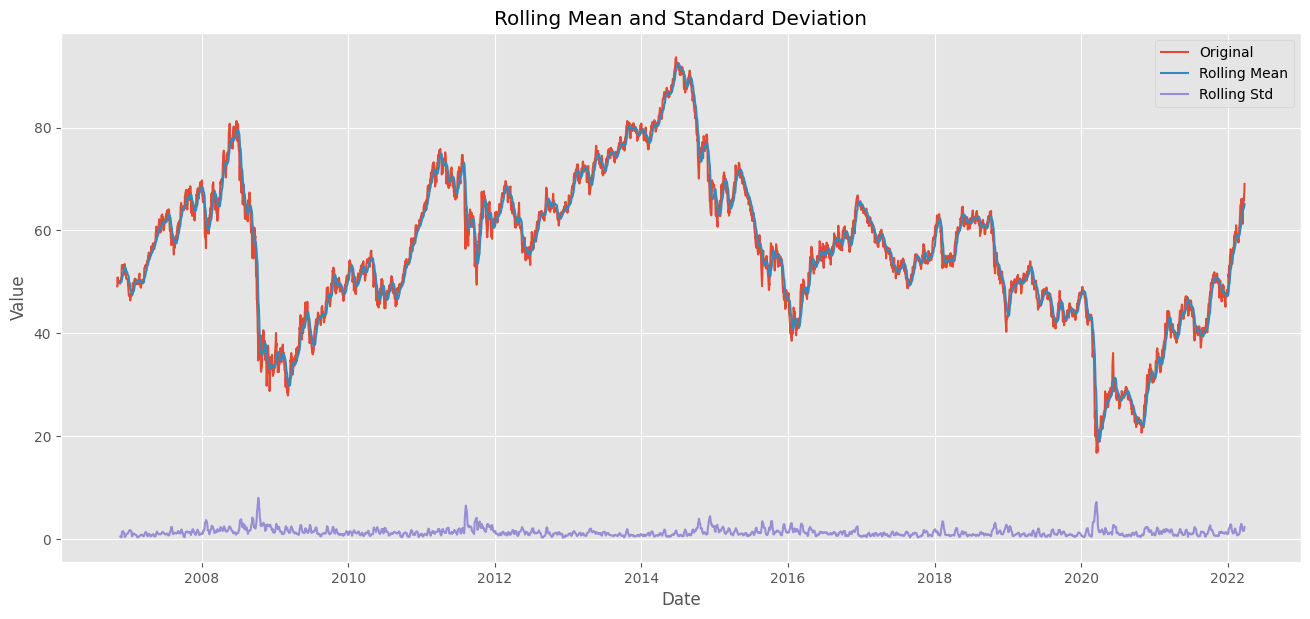 Rolling Mean and Standard Deviation
Original
Rolling Mean
Rolling Std
Value
80
60
40
20
0
2008 2010 2012 2014 2016 2018 2020 2022
Date